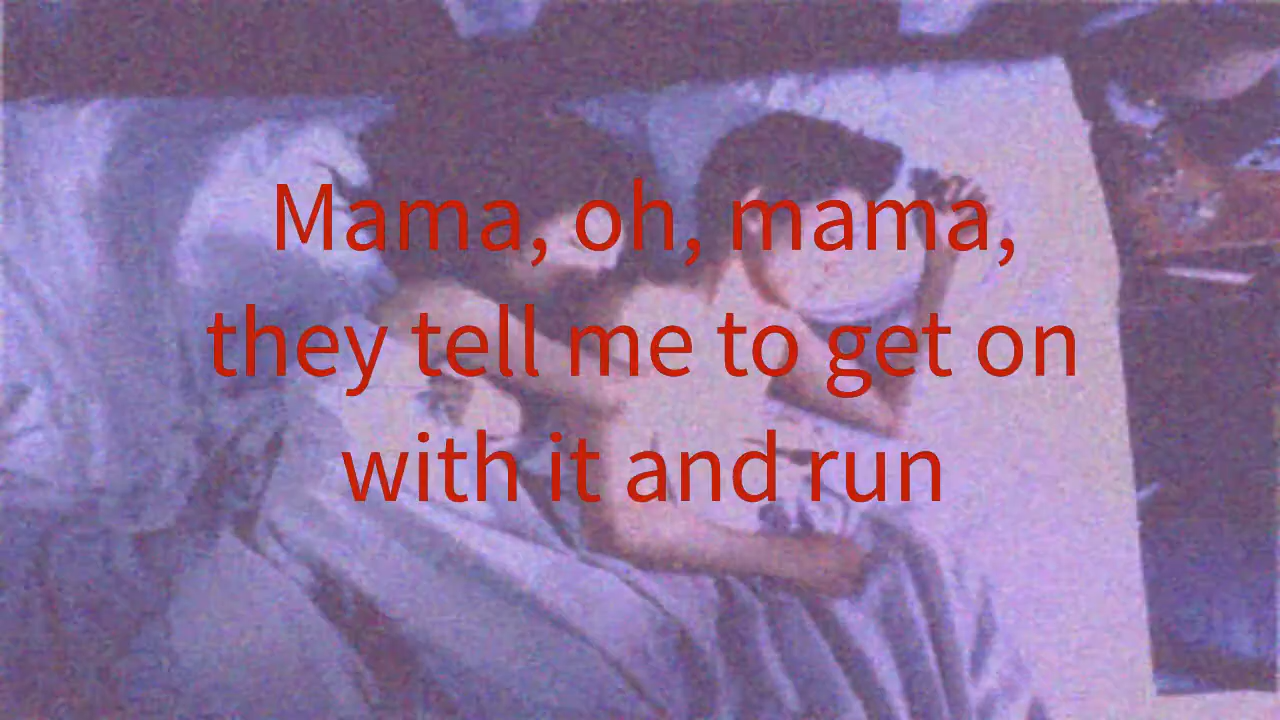 Mama, oh, mama,
they tell me to get on
with it and run